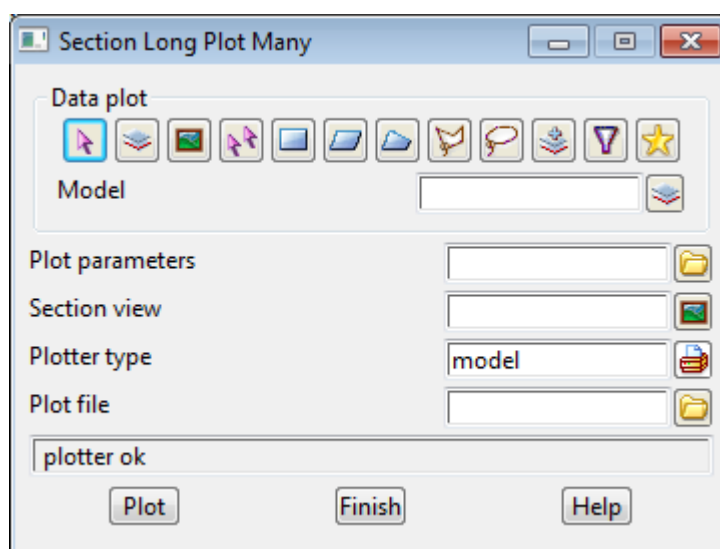 Section Long Plot Many
Data plot
Model
Plot parameters
Section view
Plotter type model
Plot file
plotter ok
Plot Finish Help